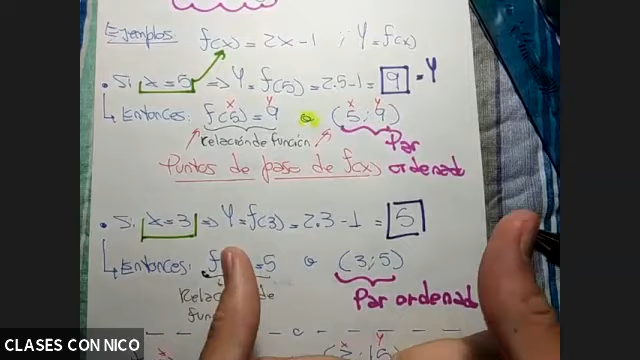 Ejemplos: f(x) = 2x-1 ; Y = f(x)
• Si x=5 => Y = f(5) = 2.5-1 = 9 = Y
x y x y
Entonces: f(5) = 9 o (5;9)
Relación de función Par
Puntos de paso de f(x) ordenado
• Si x=3 => Y=f(3) = 2.3-1 = 5
Entonces: f = 5 o (3;5)
de Par ordenad
CLASES CON NICO